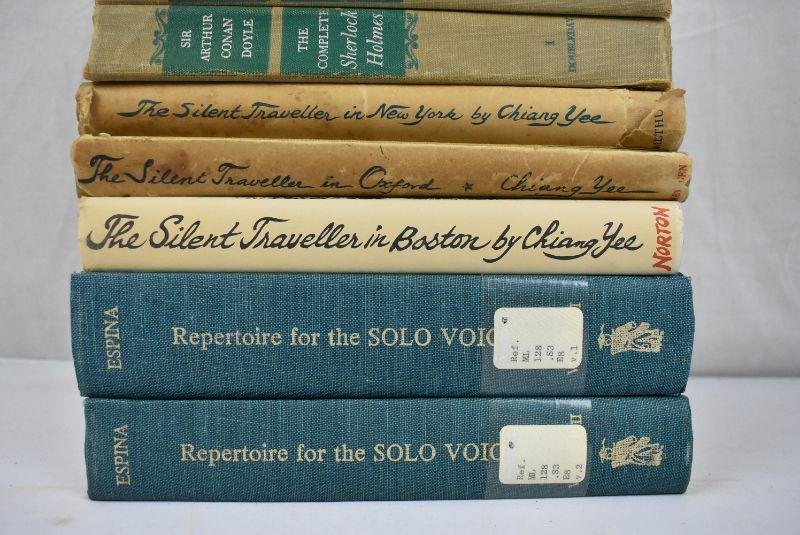 SIR
ARTHUR
CONAN
DOYLE
THE
COMPLETE
Sherlock
Holmes
I
DOUBLEDAY
The Silent Traveller in New York by Chiang Yee
METHU
The Silent Traveller in Oxford * Chiang Yee
The Silent Traveller in Boston by Chiang Yee
NORTON
ESPINA
Repertoire for the SOLO VOIC
Ref.
ML
128
.S3
E8
v.1
ESPINA
Repertoire for the SOLO VOIC
Ref.
ML
128
.S3
E8
v.2